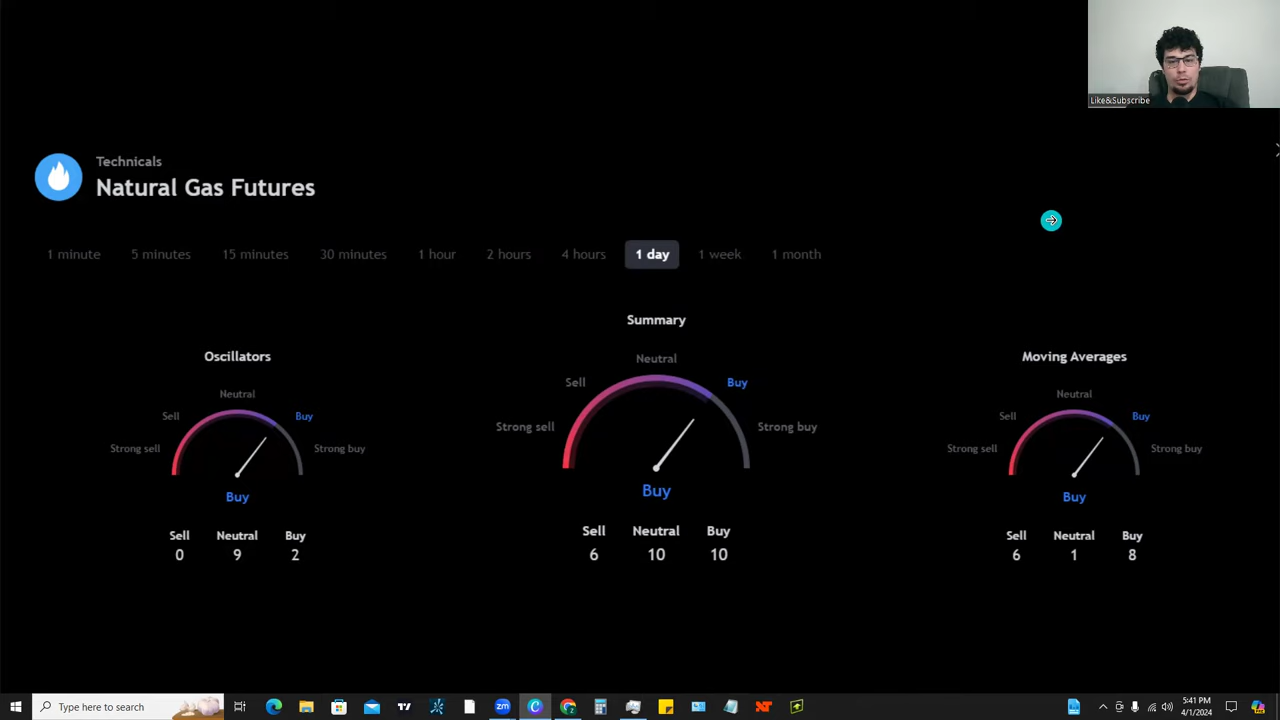 Like&Subscribe
Technicals
Natural Gas Futures
1 minute 5 minutes 15 minutes 30 minutes 1 hour 2 hours 4 hours 1 day 1 week 1 month
Summary
Neutral
Sell Buy
Strong sell Strong buy
Buy
Sell Neutral Buy
6 10 10
Oscillators
Neutral
Sell Buy
Strong sell Strong buy
Buy
Sell Neutral Buy
0 9 2
Moving Averages
Neutral
Sell Buy
Strong sell Strong buy
Buy
Sell Neutral Buy
6 1 8
Type here to search
zm
C
5:41 PM
4/1/2024